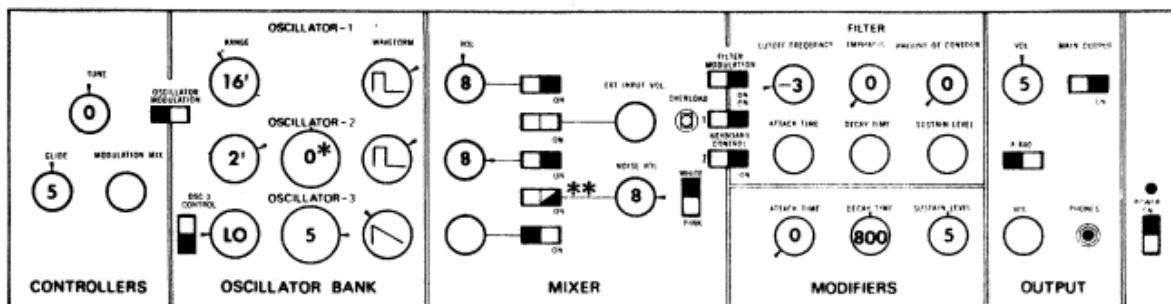 TUNE
0
GLIDE
5
MODULATION MIX
CONTROLLERS
OSCILLATOR MODULATION
OSCILLATOR-1
RANGE
WAVEFORM
16'
OSCILLATOR-2
2'
0*
OSCILLATOR-3
OSC 3 CONTROL
LO
5
OSCILLATOR BANK
VOL
8
ON
EXT INPUT VOL
OVERLOAD
ON
8
ON
**
NOISE
8
WHITE
PINK
ON
ON
MIXER
FILTER
FILTER MODULATION
ON
1
KEYBOARD CONTROL
2
ON
CUTOFF FREQUENCY
EMPHASIS
AMOUNT OF CONTOUR
-3
0
0
ATTACK TIME
DECAY TIME
SUSTAIN LEVEL
ATTACK TIME
DECAY TIME
SUSTAIN LEVEL
0
800
5
MODIFIERS
VOL
MAIN OUTPUT
5
ON
PHONES
OUTPUT
POWER